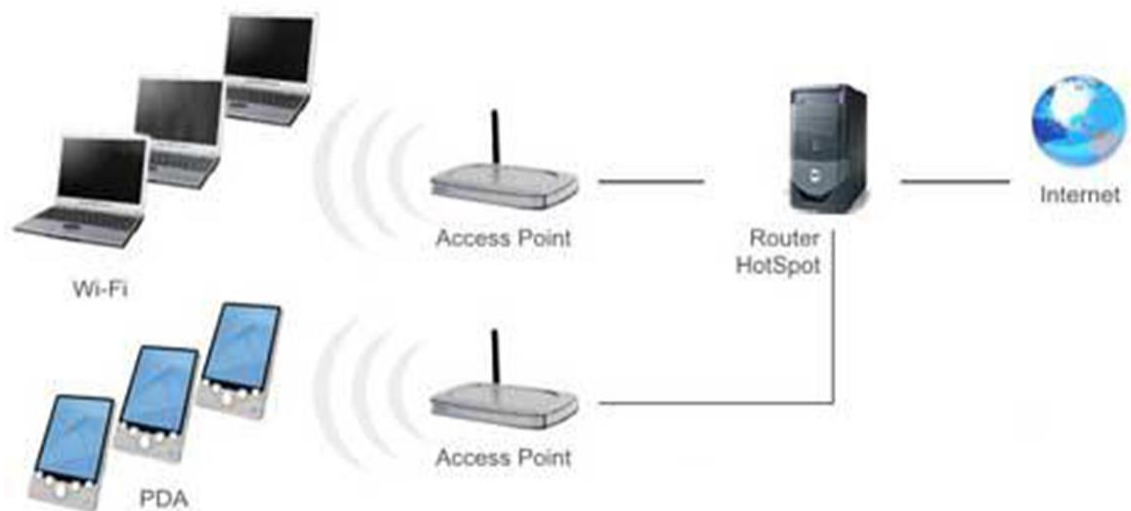 Access Point
Internet
Router
HotSpot
Wi-Fi
Access Point
PDA